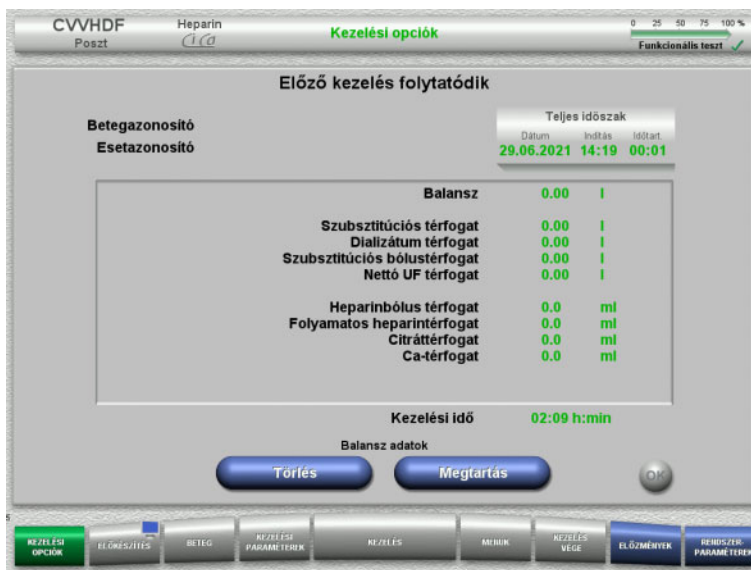 CVVHDF Heparin Kezelési opciók 0 25 50 75 100 %
Poszt CiCa Funkcionális teszt
Előző kezelés folytatódik
Teljes időszak
Betegazonosító
Dátum Indítás Időtart.
Esetazonosító 29.06.2021 14:19 00:01
Balansz 0.00 l
Szubsztitúciós térfogat 0.00 l
Dializátum térfogat 0.00 l
Szubsztitúciós bólustérfogat 0.00 l
Nettó UF térfogat 0.00 l
Heparinbólus térfogat 0.0 ml
Folyamatos heparintérfogat 0.0 ml
Citráttérfogat 0.0 ml
Ca-térfogat 0.0 ml
Kezelési idő 02:09 h:min
Balansz adatok
Törlés Megtartás OK
5
KEZELÉSI OPCIÓK ELŐKÉSZÍTÉS BETEG KEZELÉSI PARAMÉTEREK KEZELÉS MENÜK KEZELÉS VÉGE ELŐZMÉNYEK RENDSZER-PARAMÉTEREK